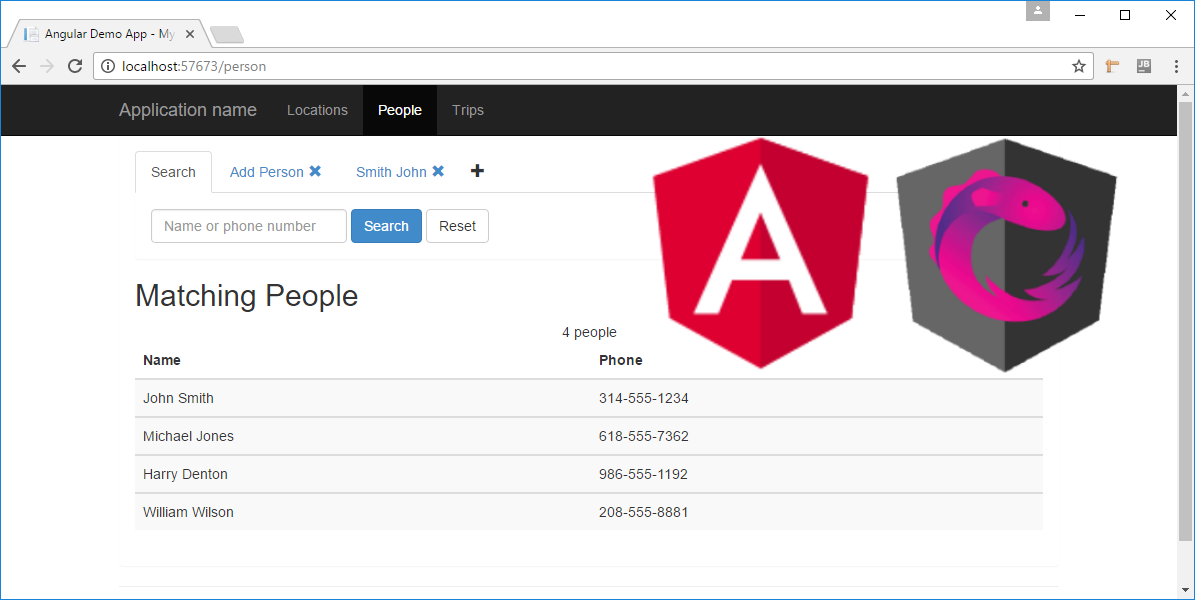 Angular Demo App - My
localhost:57673/person
JB
Application name Locations People Trips
Search Add Person Smith John
Name or phone number Search Reset
Matching People
4 people
Name Phone
John Smith 314-555-1234
Michael Jones 618-555-7362
Harry Denton 986-555-1192
William Wilson 208-555-8881
A